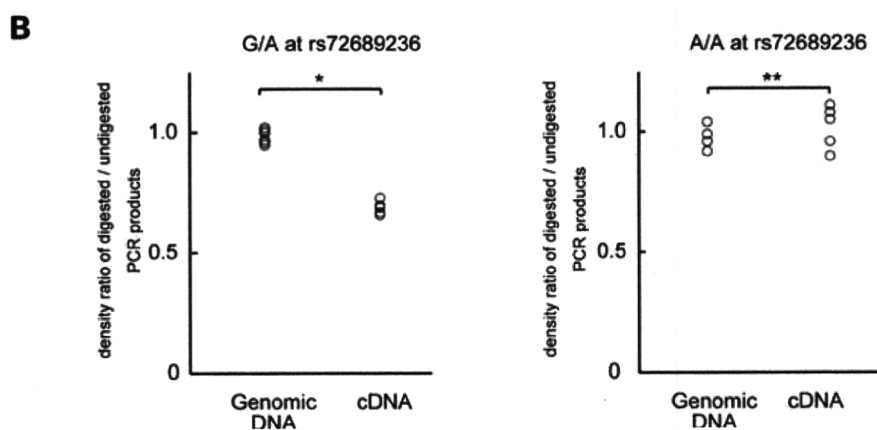 B
G/A at rs72689236
density ratio of digested / undigested
PCR products
1.0
0.5
0
*
Genomic
DNA
cDNA
A/A at rs72689236
density ratio of digested / undigested
PCR products
1.0
0.5
0
**
Genomic
DNA
cDNA